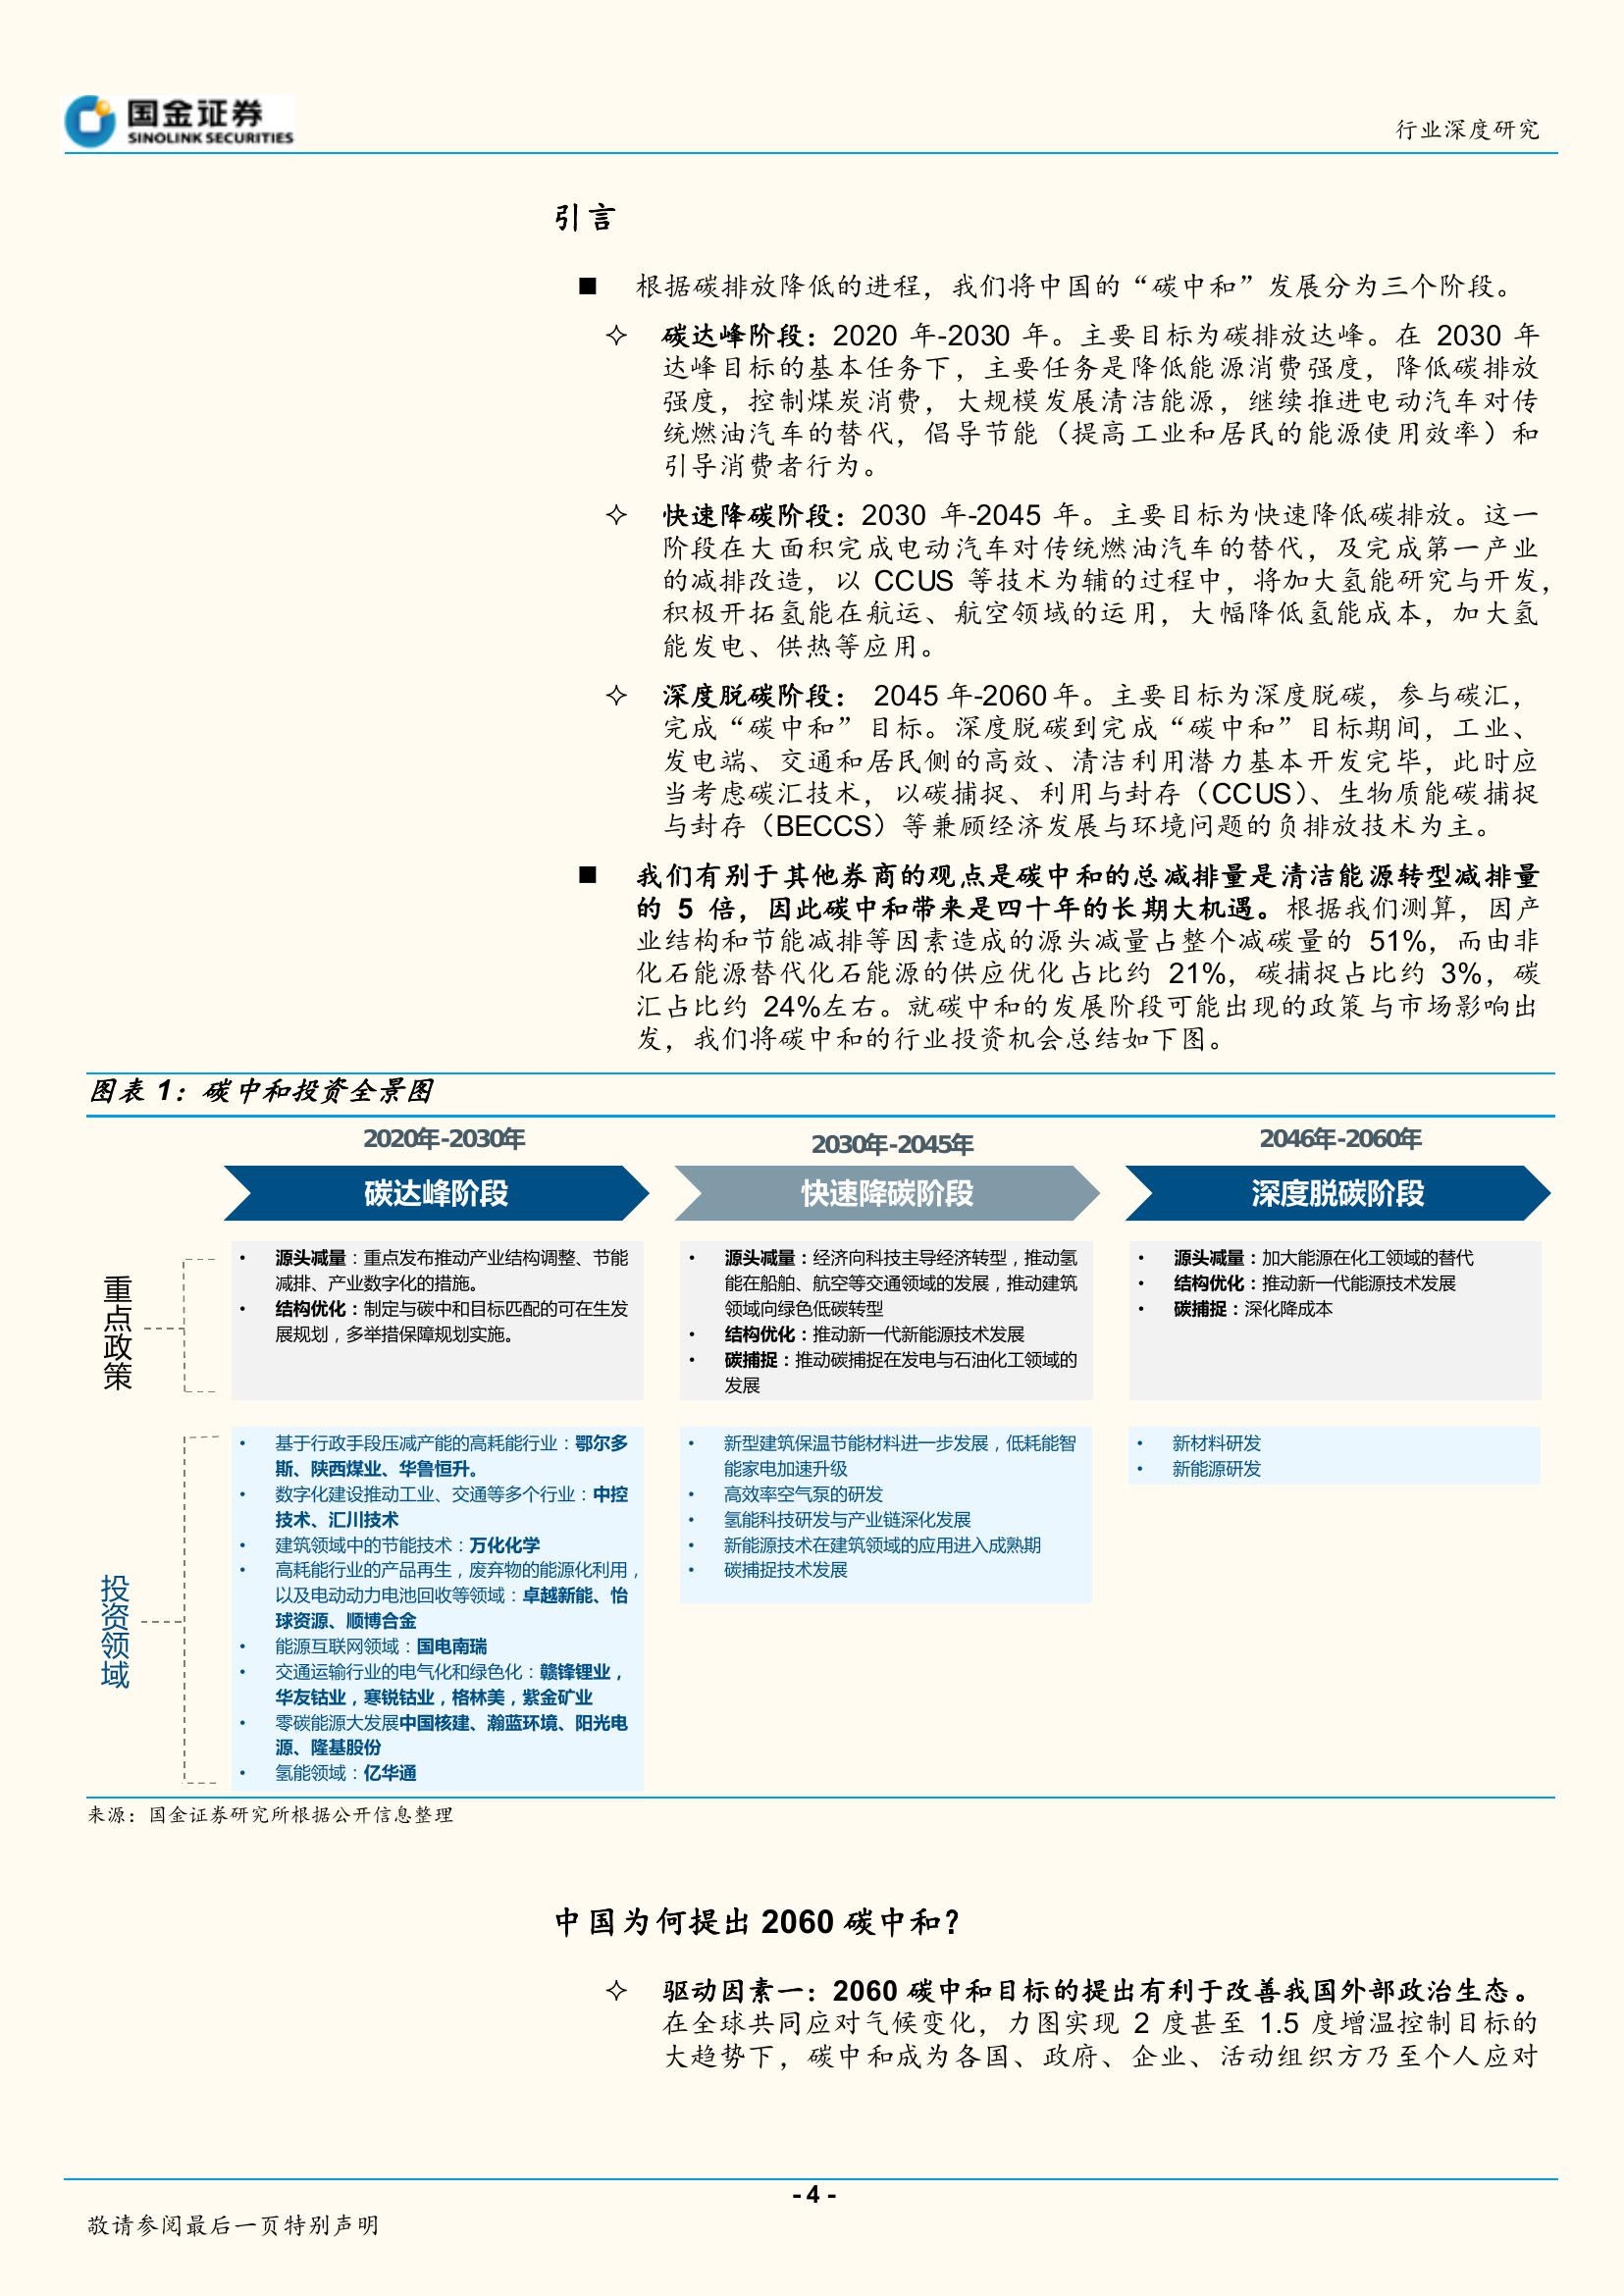 国金证券
SINOLINK SECURITIES
行业深度研究
引言
■ 根据碳排放降低的进程，我们将中国的“碳中和”发展分为三个阶段。
✧ 碳达峰阶段：2020 年-2030 年。主要目标为碳排放达峰。在 2030 年
达峰目标的基本任务下，主要任务是降低能源消费强度，降低碳排放
强度，控制煤炭消费，大规模发展清洁能源，继续推进电动汽车对传
统燃油汽车的替代，倡导节能（提高工业和居民的能源使用效率）和
引导消费者行为。
✧ 快速降碳阶段：2030 年-2045 年。主要目标为快速降低碳排放。这一
阶段在大面积完成电动汽车对传统燃油汽车的替代，及完成第一产业
的减排改造，以 CCUS 等技术为辅的过程中，将加大氢能研究与开发，
积极开拓氢能在航运、航空领域的运用，大幅降低氢能成本，加大氢
能发电、供热等应用。
✧ 深度脱碳阶段： 2045 年-2060 年。主要目标为深度脱碳，参与碳汇，
完成“碳中和”目标。深度脱碳到完成“碳中和”目标期间，工业、
发电端、交通和居民侧的高效、清洁利用潜力基本开发完毕，此时应
当考虑碳汇技术，以碳捕捉、利用与封存（CCUS）、生物质能碳捕捉
与封存（BECCS）等兼顾经济发展与环境问题的负排放技术为主。
■ 我们有别于其他券商的观点是碳中和的总减排量是清洁能源转型减排量
的 5 倍，因此碳中和带来是四十年的长期大机遇。根据我们测算，因产
业结构和节能减排等因素造成的源头减量占整个减碳量的 51%，而由非
化石能源替代化石能源的供应优化占比约 21%，碳捕捉占比约 3%，碳
汇占比约 24%左右。就碳中和的发展阶段可能出现的政策与市场影响出
发，我们将碳中和的行业投资机会总结如下图。
图表 1：碳中和投资全景图
2020年-2030年
2030年-2045年
2046年-2060年
碳达峰阶段
快速降碳阶段
深度脱碳阶段
重点政策
• 源头减量：重点发布推动产业结构调整、节能
减排、产业数字化的措施。
• 结构优化：制定与碳中和目标匹配的可在生发
展规划，多举措保障规划实施。
• 源头减量：经济向科技主导经济转型，推动氢
能在船舶、航空等交通领域的发展，推动建筑
领域向绿色低碳转型
• 结构优化：推动新一代新能源技术发展
• 碳捕捉：推动碳捕捉在发电与石油化工领域的
发展
• 源头减量：加大能源在化工领域的替代
• 结构优化：推动新一代能源技术发展
• 碳捕捉：深化降成本
投资领域
• 基于行政手段压减产能的高耗能行业：鄂尔多
斯、陕西煤业、华鲁恒升。
• 数字化建设推动工业、交通等多个行业：中控
技术、汇川技术
• 建筑领域中的节能技术：万化化学
• 高耗能行业的产品再生，废弃物的能源化利用，
以及电动动力电池回收等领域：卓越新能、怡
球资源、顺博合金
• 能源互联网领域：国电南瑞
• 交通运输行业的电气化和绿色化：赣锋锂业，
华友钴业，寒锐钴业，格林美，紫金矿业
• 零碳能源大发展中国核建、瀚蓝环境、阳光电
源、隆基股份
• 氢能领域：亿华通
• 新型建筑保温节能材料进一步发展，低耗能智
能家电加速升级
• 高效率空气泵的研发
• 氢能科技研发与产业链深化发展
• 新能源技术在建筑领域的应用进入成熟期
• 碳捕捉技术发展
• 新材料研发
• 新能源研发
来源：国金证券研究所根据公开信息整理
中国为何提出 2060 碳中和？
✧ 驱动因素一：2060 碳中和目标的提出有利于改善我国外部政治生态。
在全球共同应对气候变化，力图实现 2 度甚至 1.5 度增温控制目标的
大趋势下，碳中和成为各国、政府、企业、活动组织方乃至个人应对
- 4 -
敬请参阅最后一页特别声明